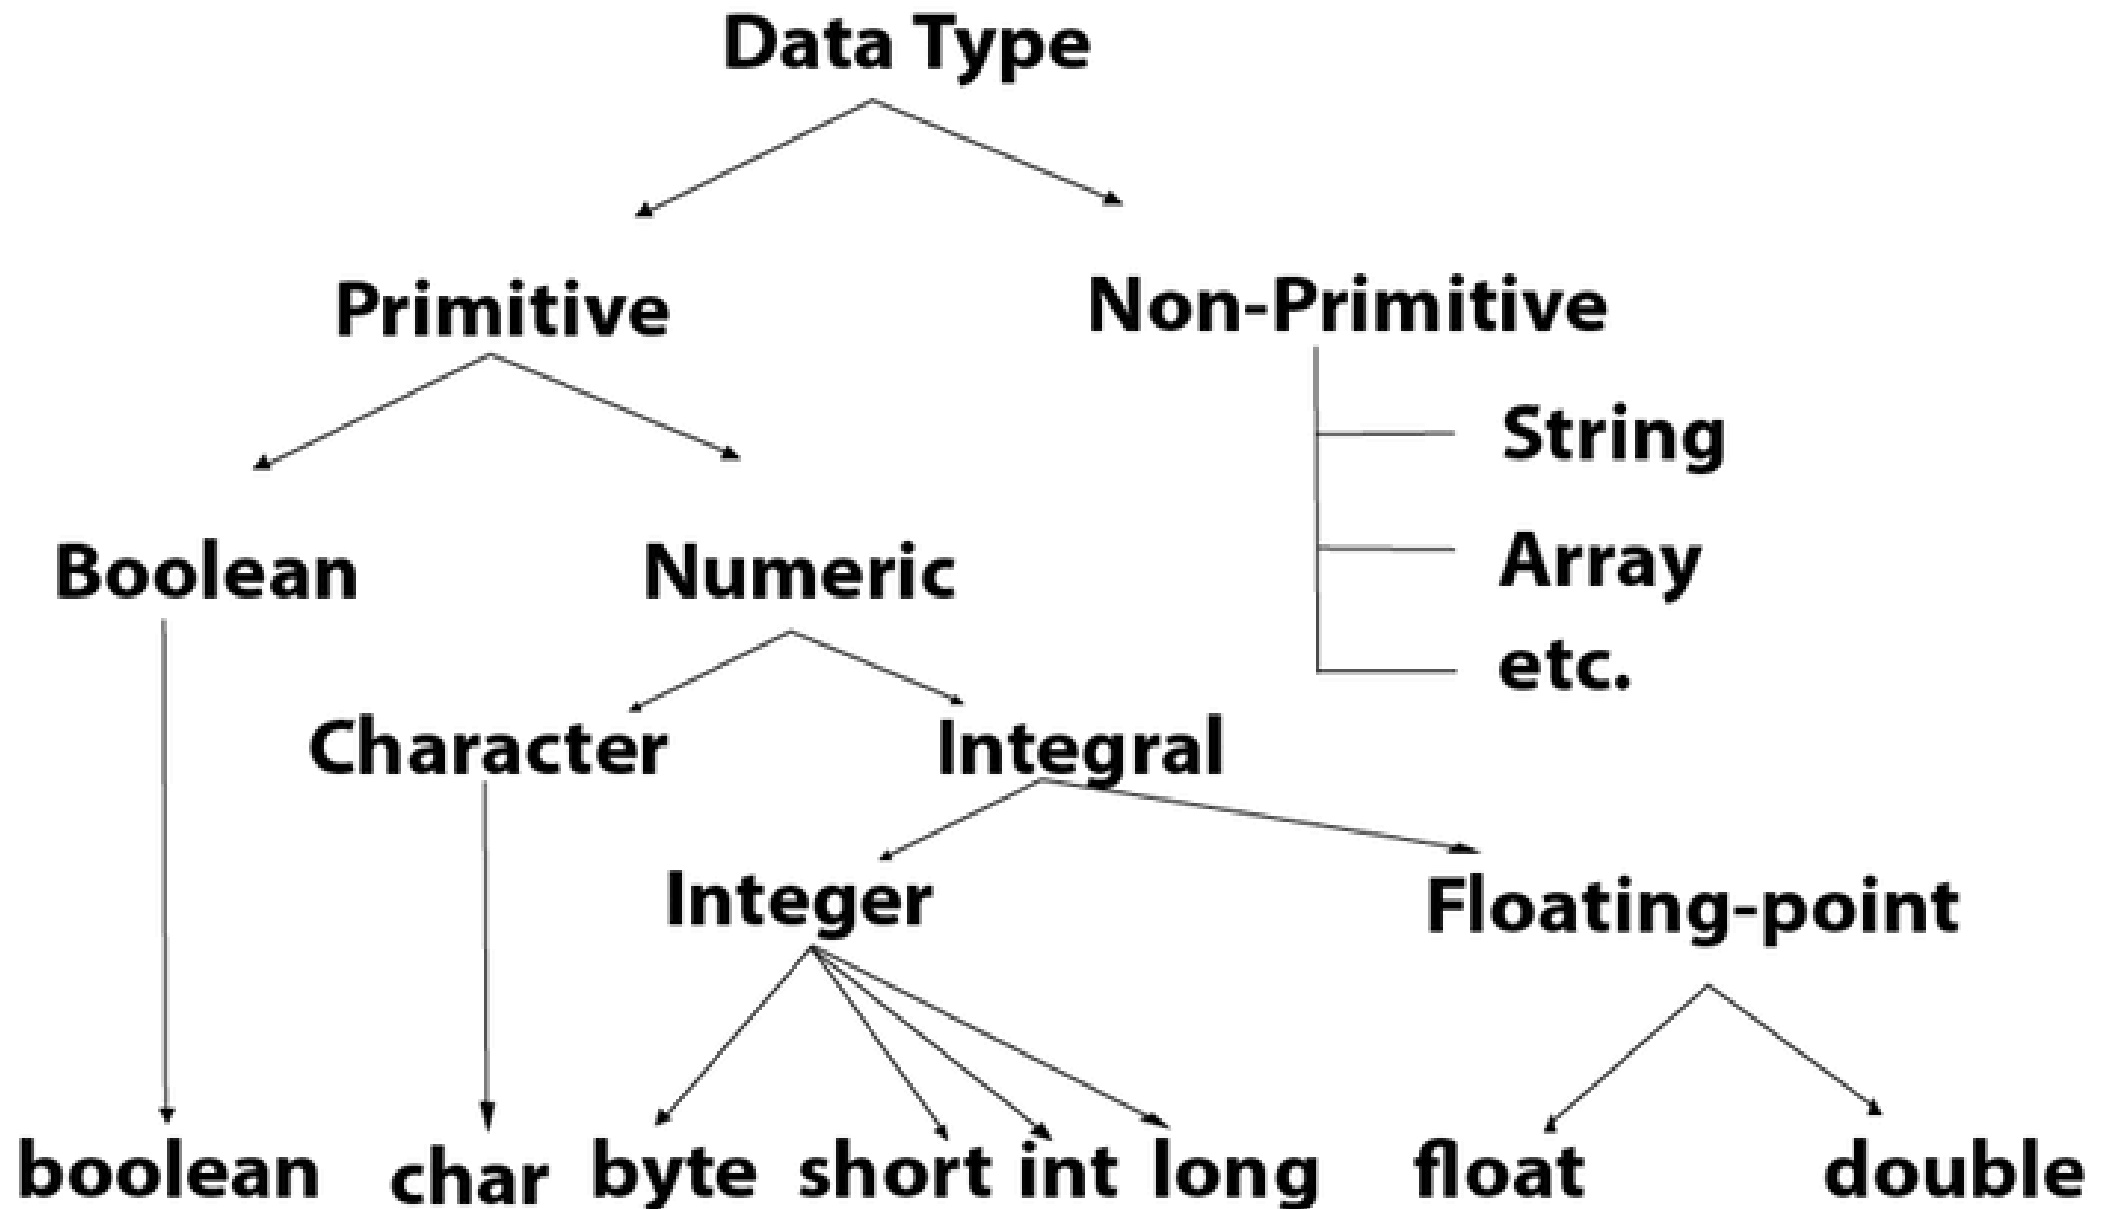 Data Type
Primitive
Non-Primitive
String
Array
etc.
Boolean
Numeric
Character
Integral
Integer
Floating-point
boolean
char
byte
short
int
long
float
double